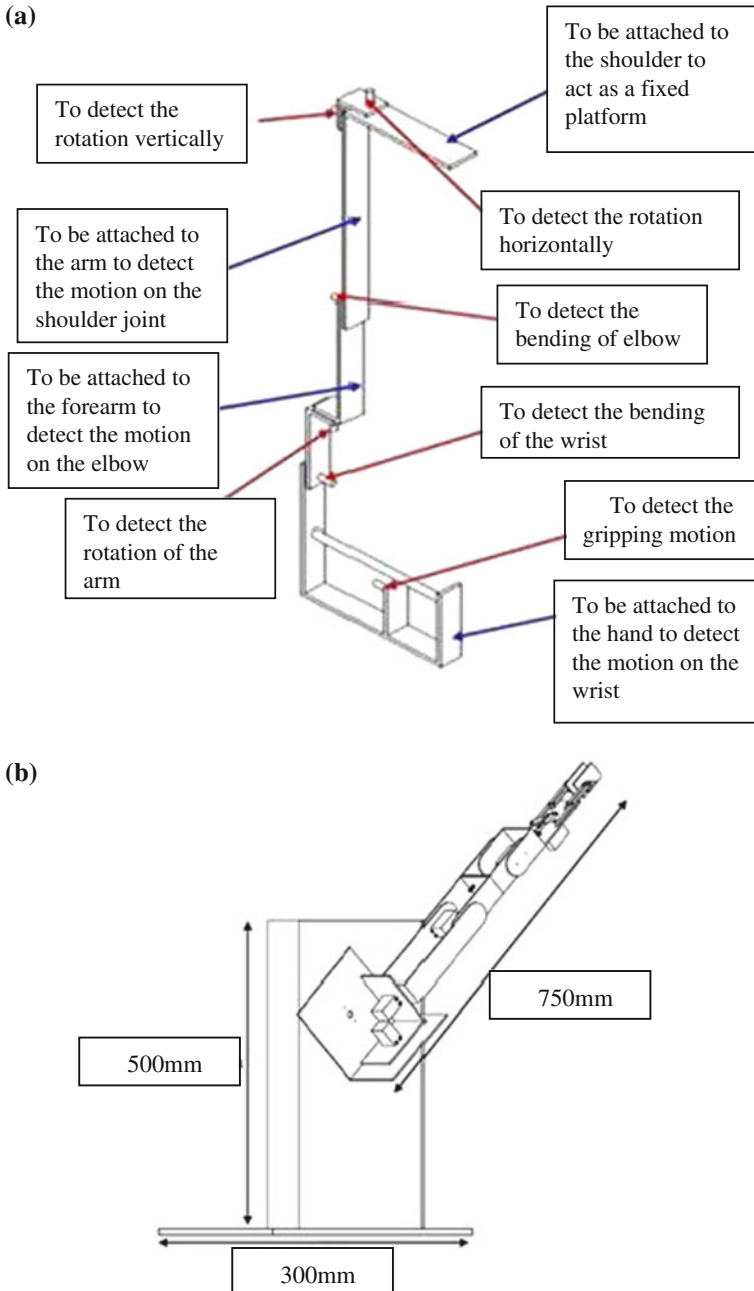 (a)
To be attached to
the shoulder to
act as a fixed
platform
To detect the
rotation vertically
To detect the rotation
horizontally
To be attached to
the arm to detect
the motion on the
shoulder joint
To detect the
bending of elbow
To be attached to
the forearm to
detect the motion
on the elbow
To detect the bending
of the wrist
To detect the
rotation of the
arm
To detect the
gripping motion
To be attached to
the hand to detect
the motion on the
wrist
(b)
750mm
500mm
300mm